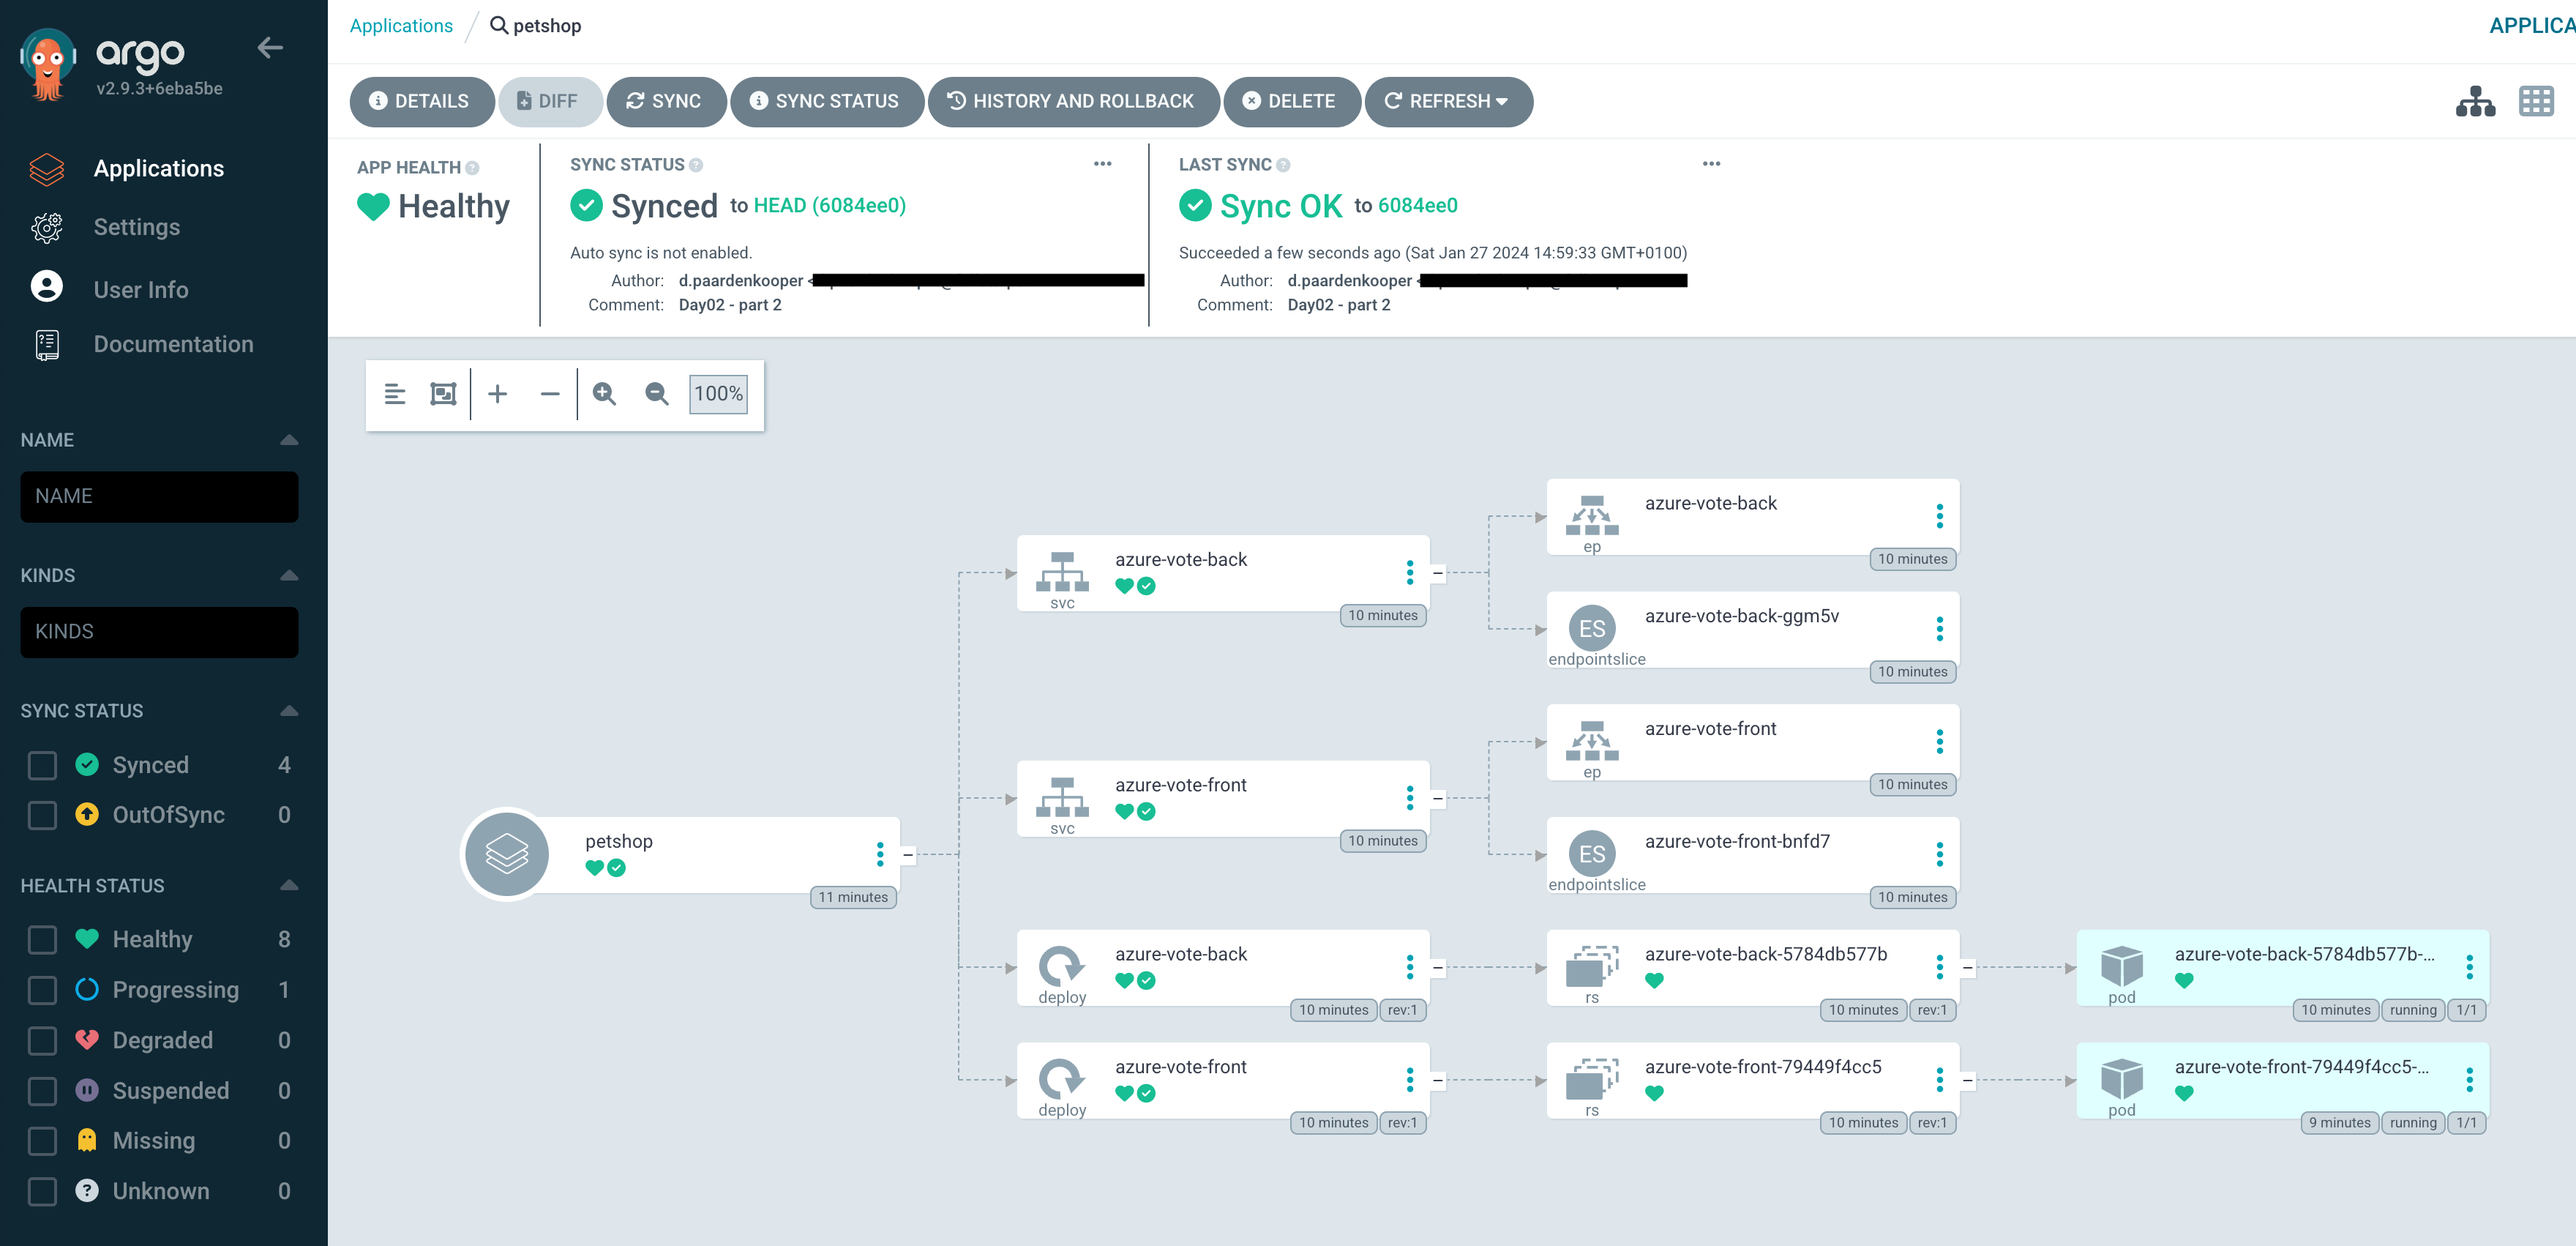 argo
v2.9.3+6eba5be
Applications
Settings
User Info
Documentation
NAME
NAME
KINDS
KINDS
SYNC STATUS
Synced 4
OutOfSync 0
HEALTH STATUS
Healthy 8
Progressing 1
Degraded 0
Suspended 0
Missing 0
Unknown 0
Applications / petshop
APPLICA
DETAILS DIFF SYNC SYNC STATUS HISTORY AND ROLLBACK DELETE REFRESH
APP HEALTH
Healthy
SYNC STATUS
Synced to HEAD (6084ee0)
Auto sync is not enabled.
Author: d.paardenkooper <
Comment: Day02 - part 2
LAST SYNC
Sync OK to 6084ee0
Succeeded a few seconds ago (Sat Jan 27 2024 14:59:33 GMT+0100)
Author: d.paardenkooper
Comment: Day02 - part 2
100%
petshop
11 minutes
azure-vote-back
svc
10 minutes
azure-vote-front
svc
10 minutes
azure-vote-back
deploy
10 minutes rev:1
azure-vote-front
deploy
10 minutes rev:1
azure-vote-back
ep
10 minutes
ES azure-vote-back-ggm5v
endpointslice
10 minutes
azure-vote-front
ep
10 minutes
ES azure-vote-front-bnfd7
endpointslice
10 minutes
azure-vote-back-5784db577b
rs
10 minutes rev:1
azure-vote-front-79449f4cc5
rs
10 minutes rev:1
azure-vote-back-5784db577b-...
pod
10 minutes running 1/1
azure-vote-front-79449f4cc5-...
pod
9 minutes running 1/1